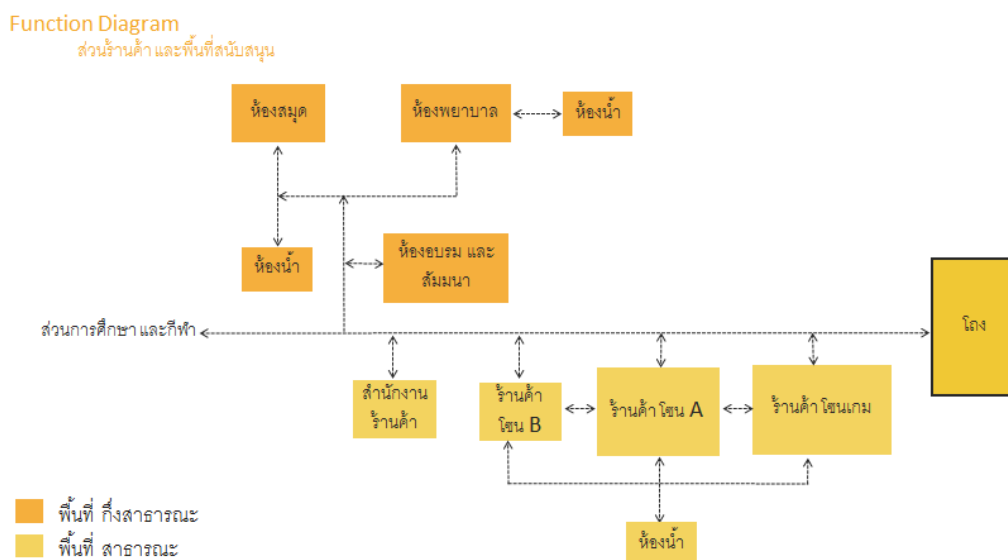 Function Diagram
ส่วนร้านค้า และพื้นที่สนับสนุน
ห้องสมุด
ห้องพยาบาล
ห้องน้ำ
ห้องน้ำ
ห้องอบรม และ
สัมมนา
ส่วนการศึกษา และกีฬา
โถง
สำนักงาน
ร้านค้า
ร้านค้า
โซน B
ร้านค้า โซน A
ร้านค้า โซนเกม
ห้องน้ำ
พื้นที่ กึ่งสาธารณะ
พื้นที่ สาธารณะ